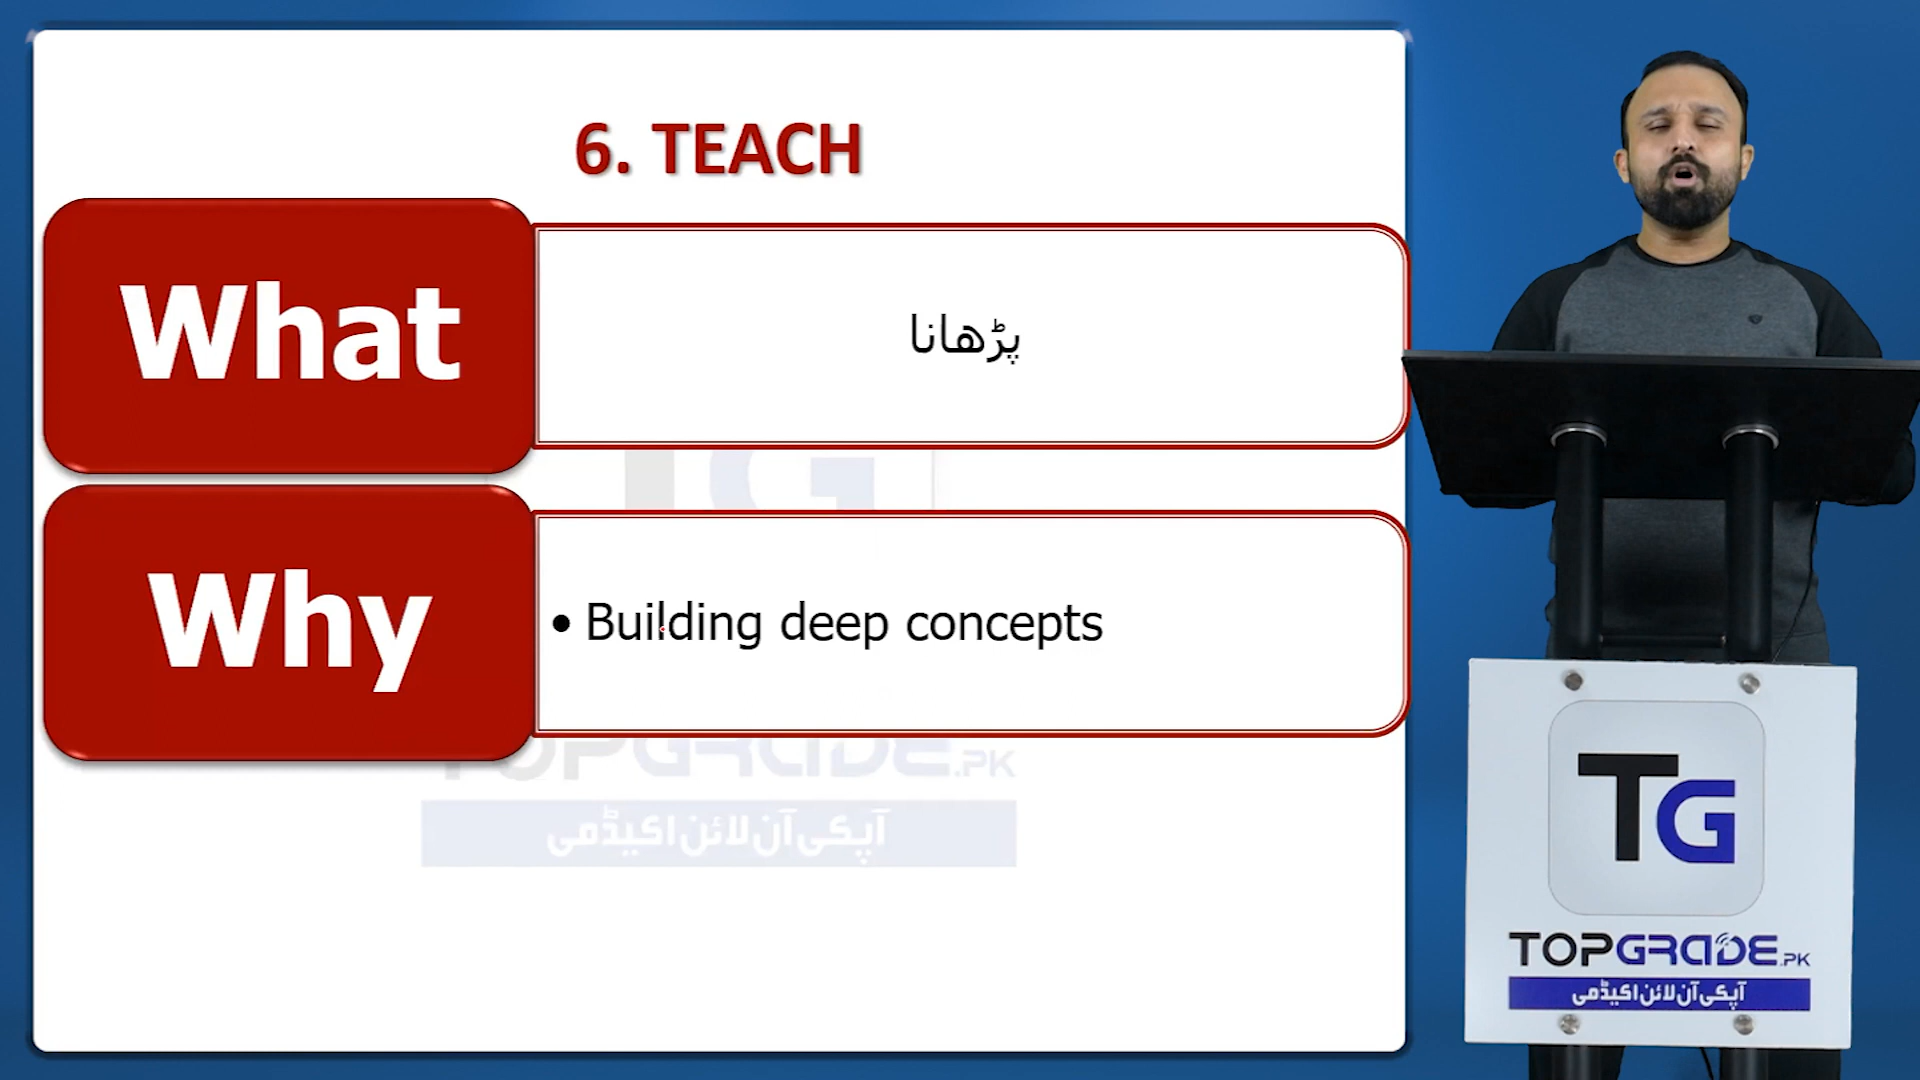 6. TEACH
What
پڑھانا
Why
• Building deep concepts
TG
TOPGRADE.PK
آپکی آن لائن اکیڈمی
TG
TOPGRADE.PK
آپکی آن لائن اکیڈمی